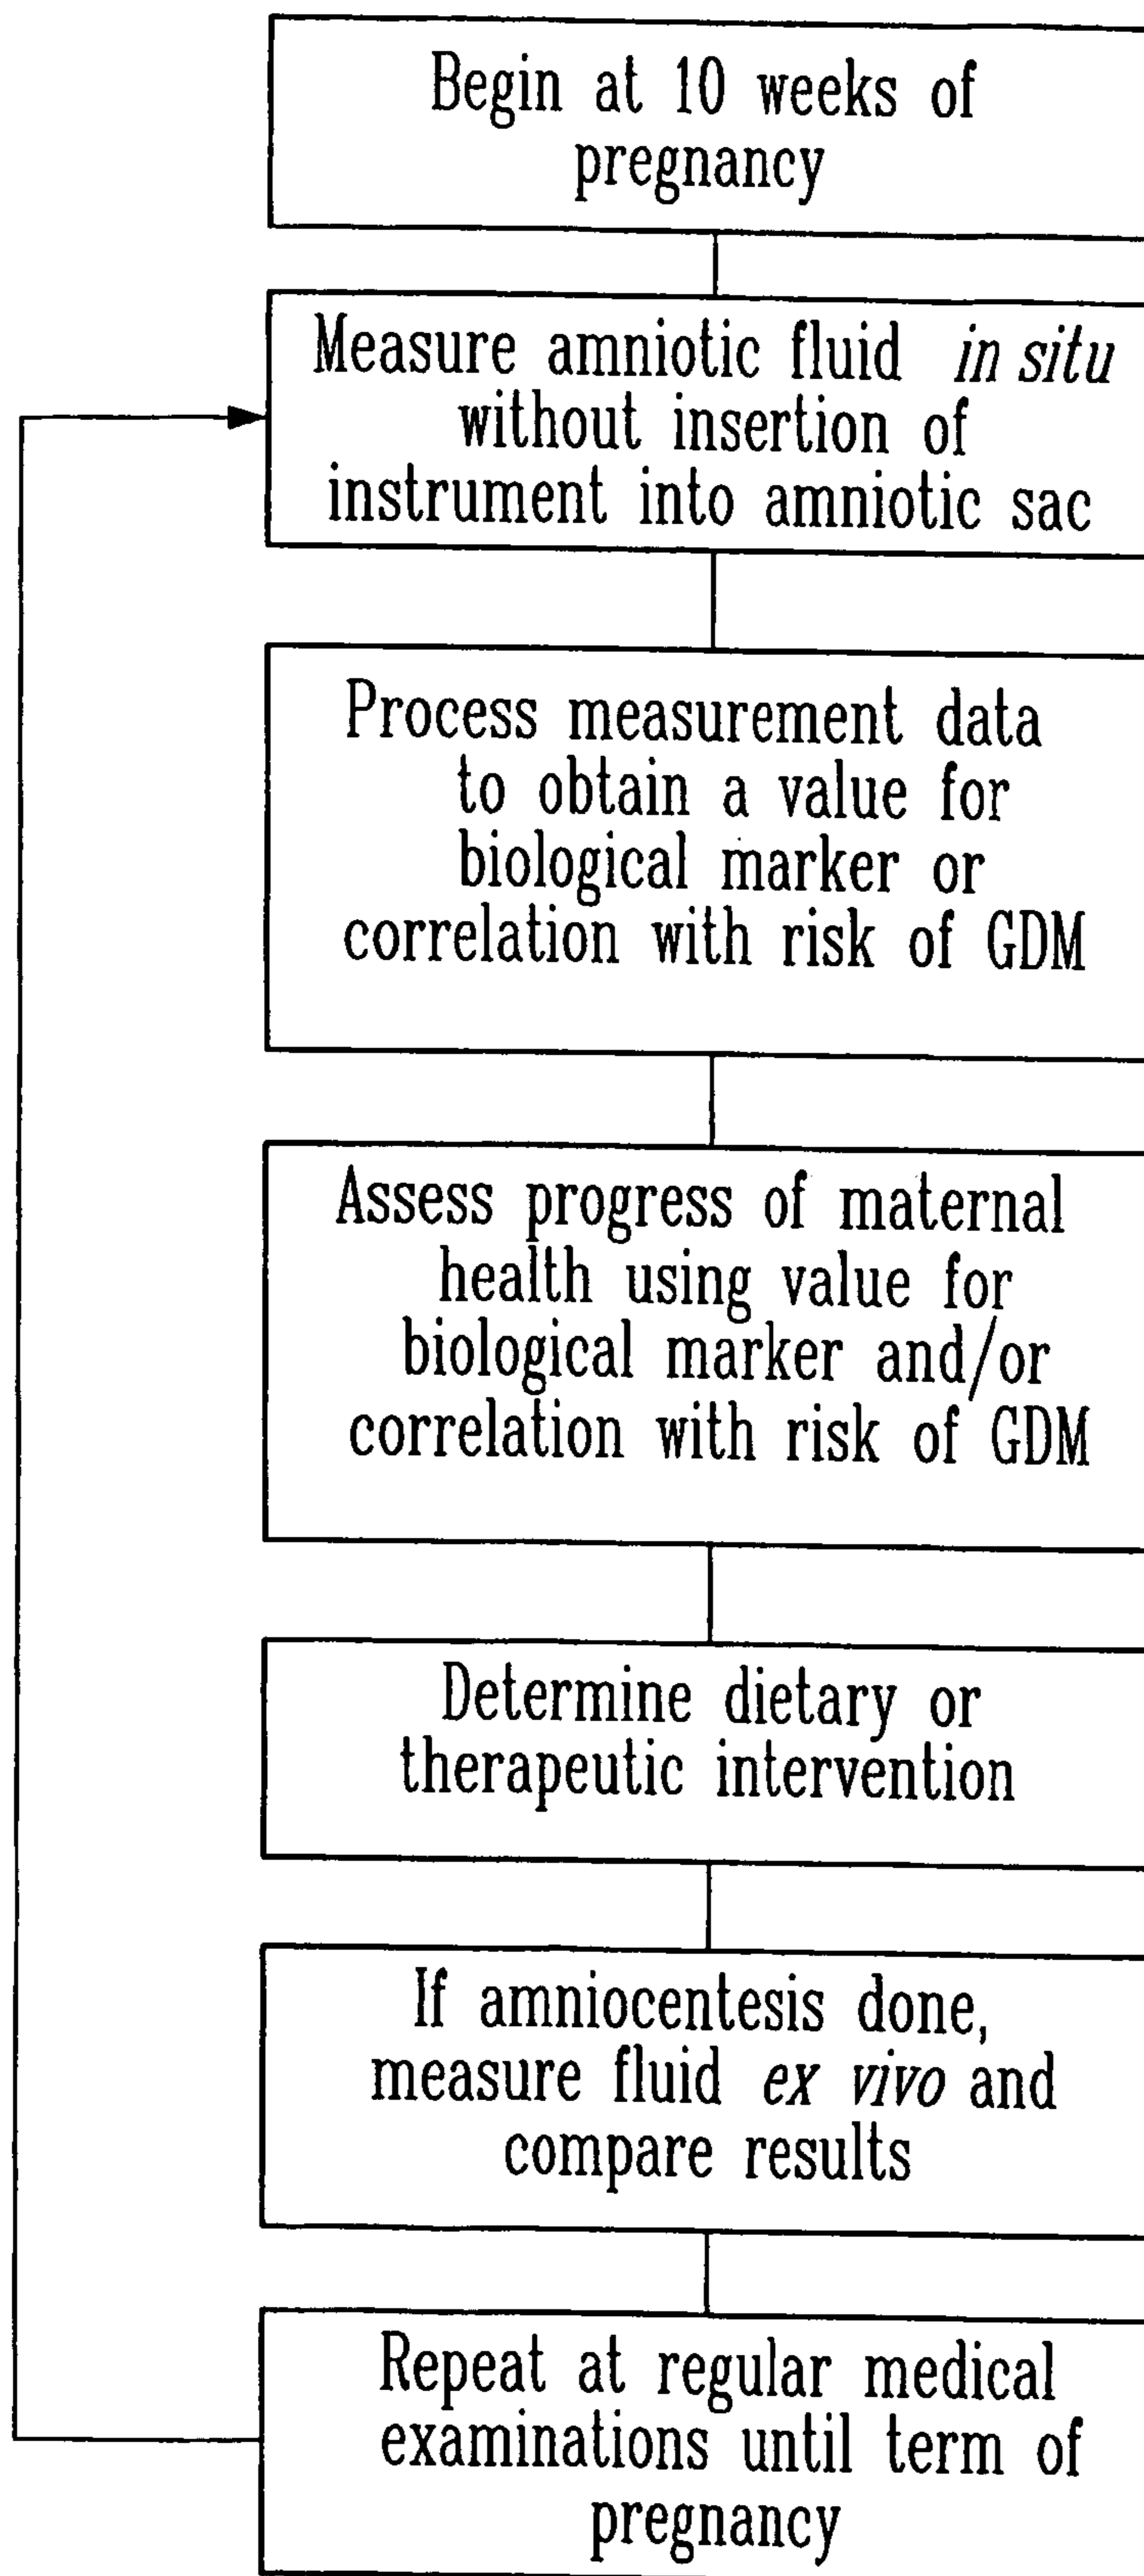 Begin at 10 weeks of
pregnancy
Measure amniotic fluid in situ
without insertion of
instrument into amniotic sac
Process measurement data
to obtain a value for
biological marker or
correlation with risk of GDM
Assess progress of maternal
health using value for
biological marker and/or
correlation with risk of GDM
Determine dietary or
therapeutic intervention
If amniocentesis done,
measure fluid ex vivo and
compare results
Repeat at regular medical
examinations until term of
pregnancy